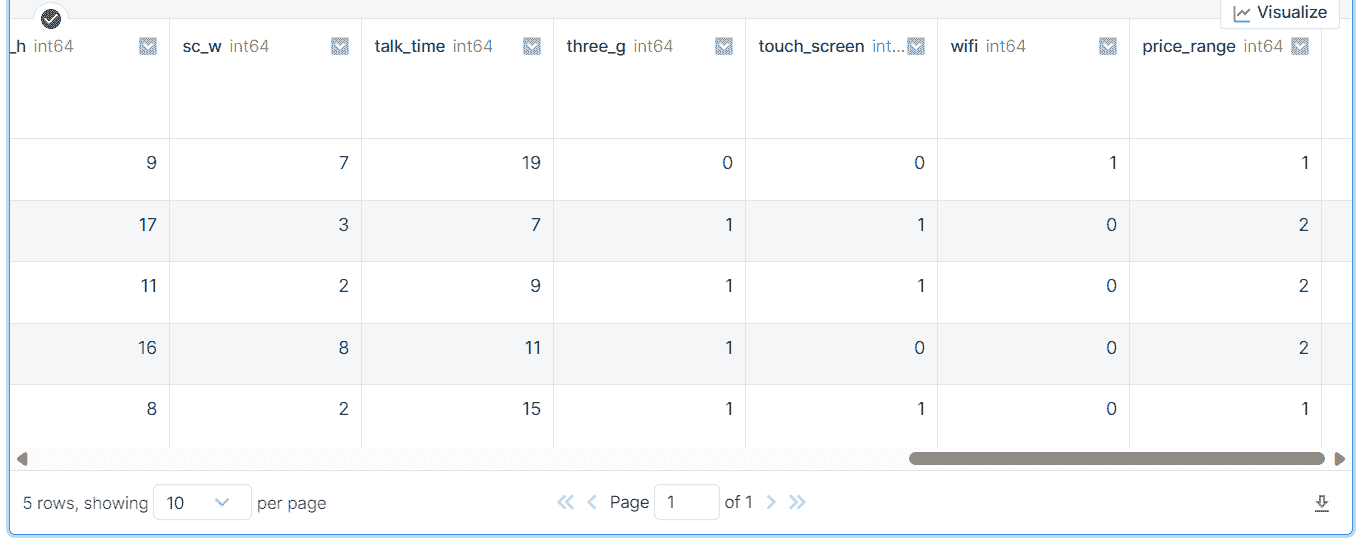 Visualize
_h int64 sc_w int64 talk_time int64 three_g int64 touch_screen int... wifi int64 price_range int64
9 7 19 0 0 1 1
17 3 7 1 1 0 2
11 2 9 1 1 0 2
16 8 11 1 0 0 2
8 2 15 1 1 0 1
5 rows, showing 10 per page Page 1 of 1